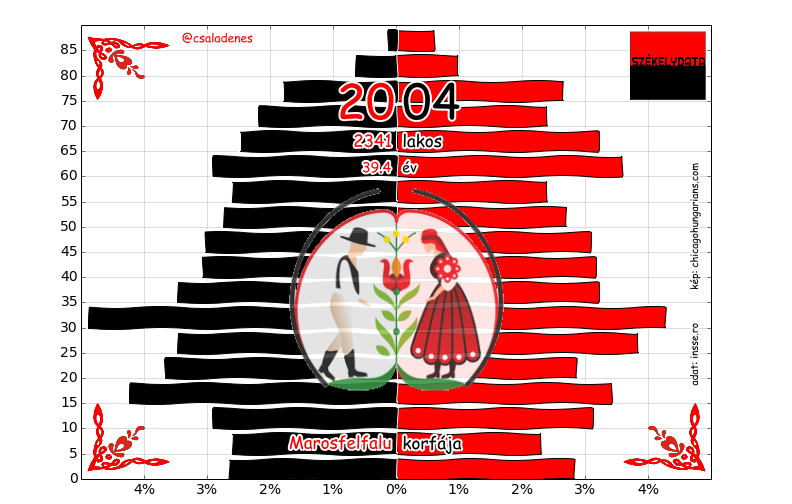 @csaladenes
SZÉKELYDATA
2004
2341 lakos
39.4 év
kép: chicagohungarians.com
adat: insse.ro
Marosfelfalu korfája
85
80
75
70
65
60
55
50
45
40
35
30
25
20
15
10
5
0
4% 3% 2% 1% 0% 1% 2% 3% 4%